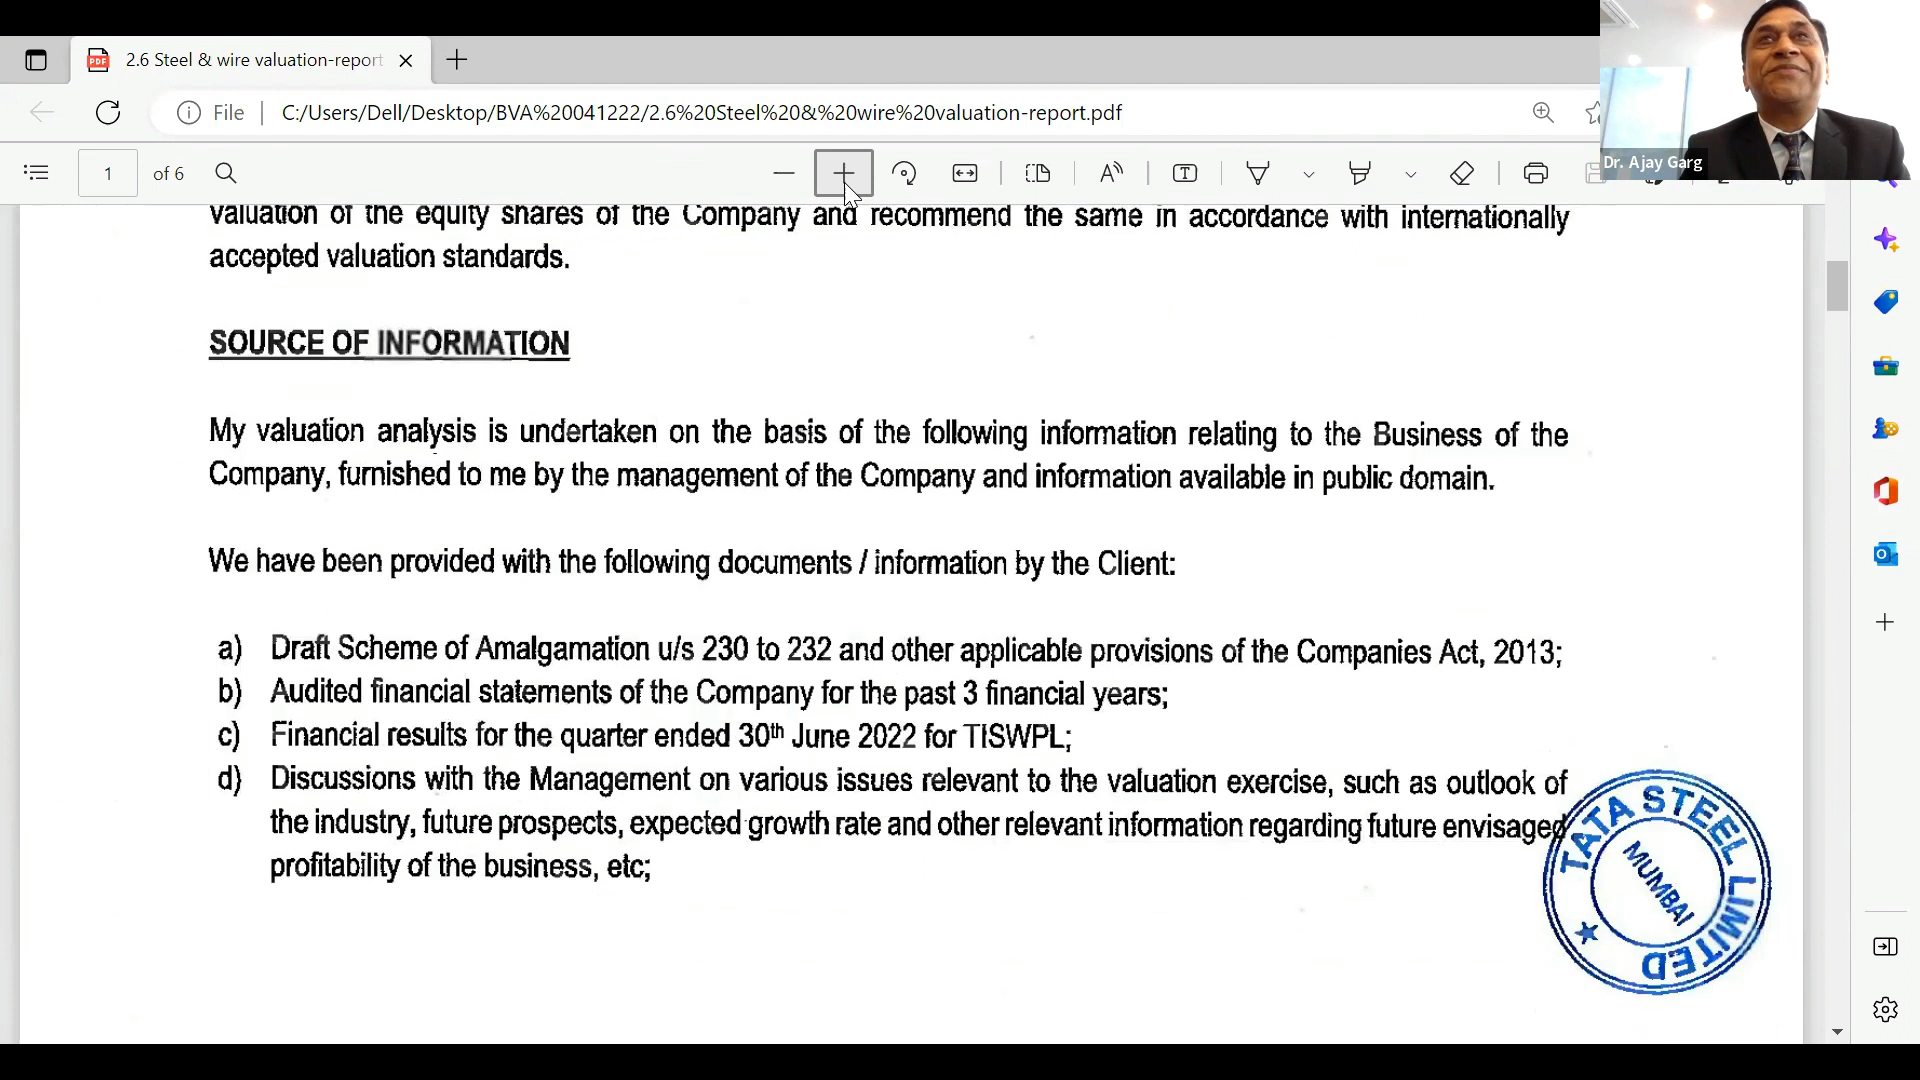 2.6 Steel & wire valuation-report
File
C:/Users/Dell/Desktop/BVA%20041222/2.6%20Steel%20&%20wire%20valuation-report.pdf
Dr. Ajay Garg
1 of 6
valuation of the equity shares of the Company and recommend the same in accordance with internationally
accepted valuation standards.
SOURCE OF INFORMATION
My valuation analysis is undertaken on the basis of the following information relating to the Business of the
Company, furnished to me by the management of the Company and information available in public domain.
We have been provided with the following documents / information by the Client:
a) Draft Scheme of Amalgamation u/s 230 to 232 and other applicable provisions of the Companies Act, 2013;
b) Audited financial statements of the Company for the past 3 financial years;
c) Financial results for the quarter ended 30th June 2022 for TISWPL;
d) Discussions with the Management on various issues relevant to the valuation exercise, such as outlook of
the industry, future prospects, expected growth rate and other relevant information regarding future envisaged
profitability of the business, etc;
TATA STEEL LIMITED
MUMBAI